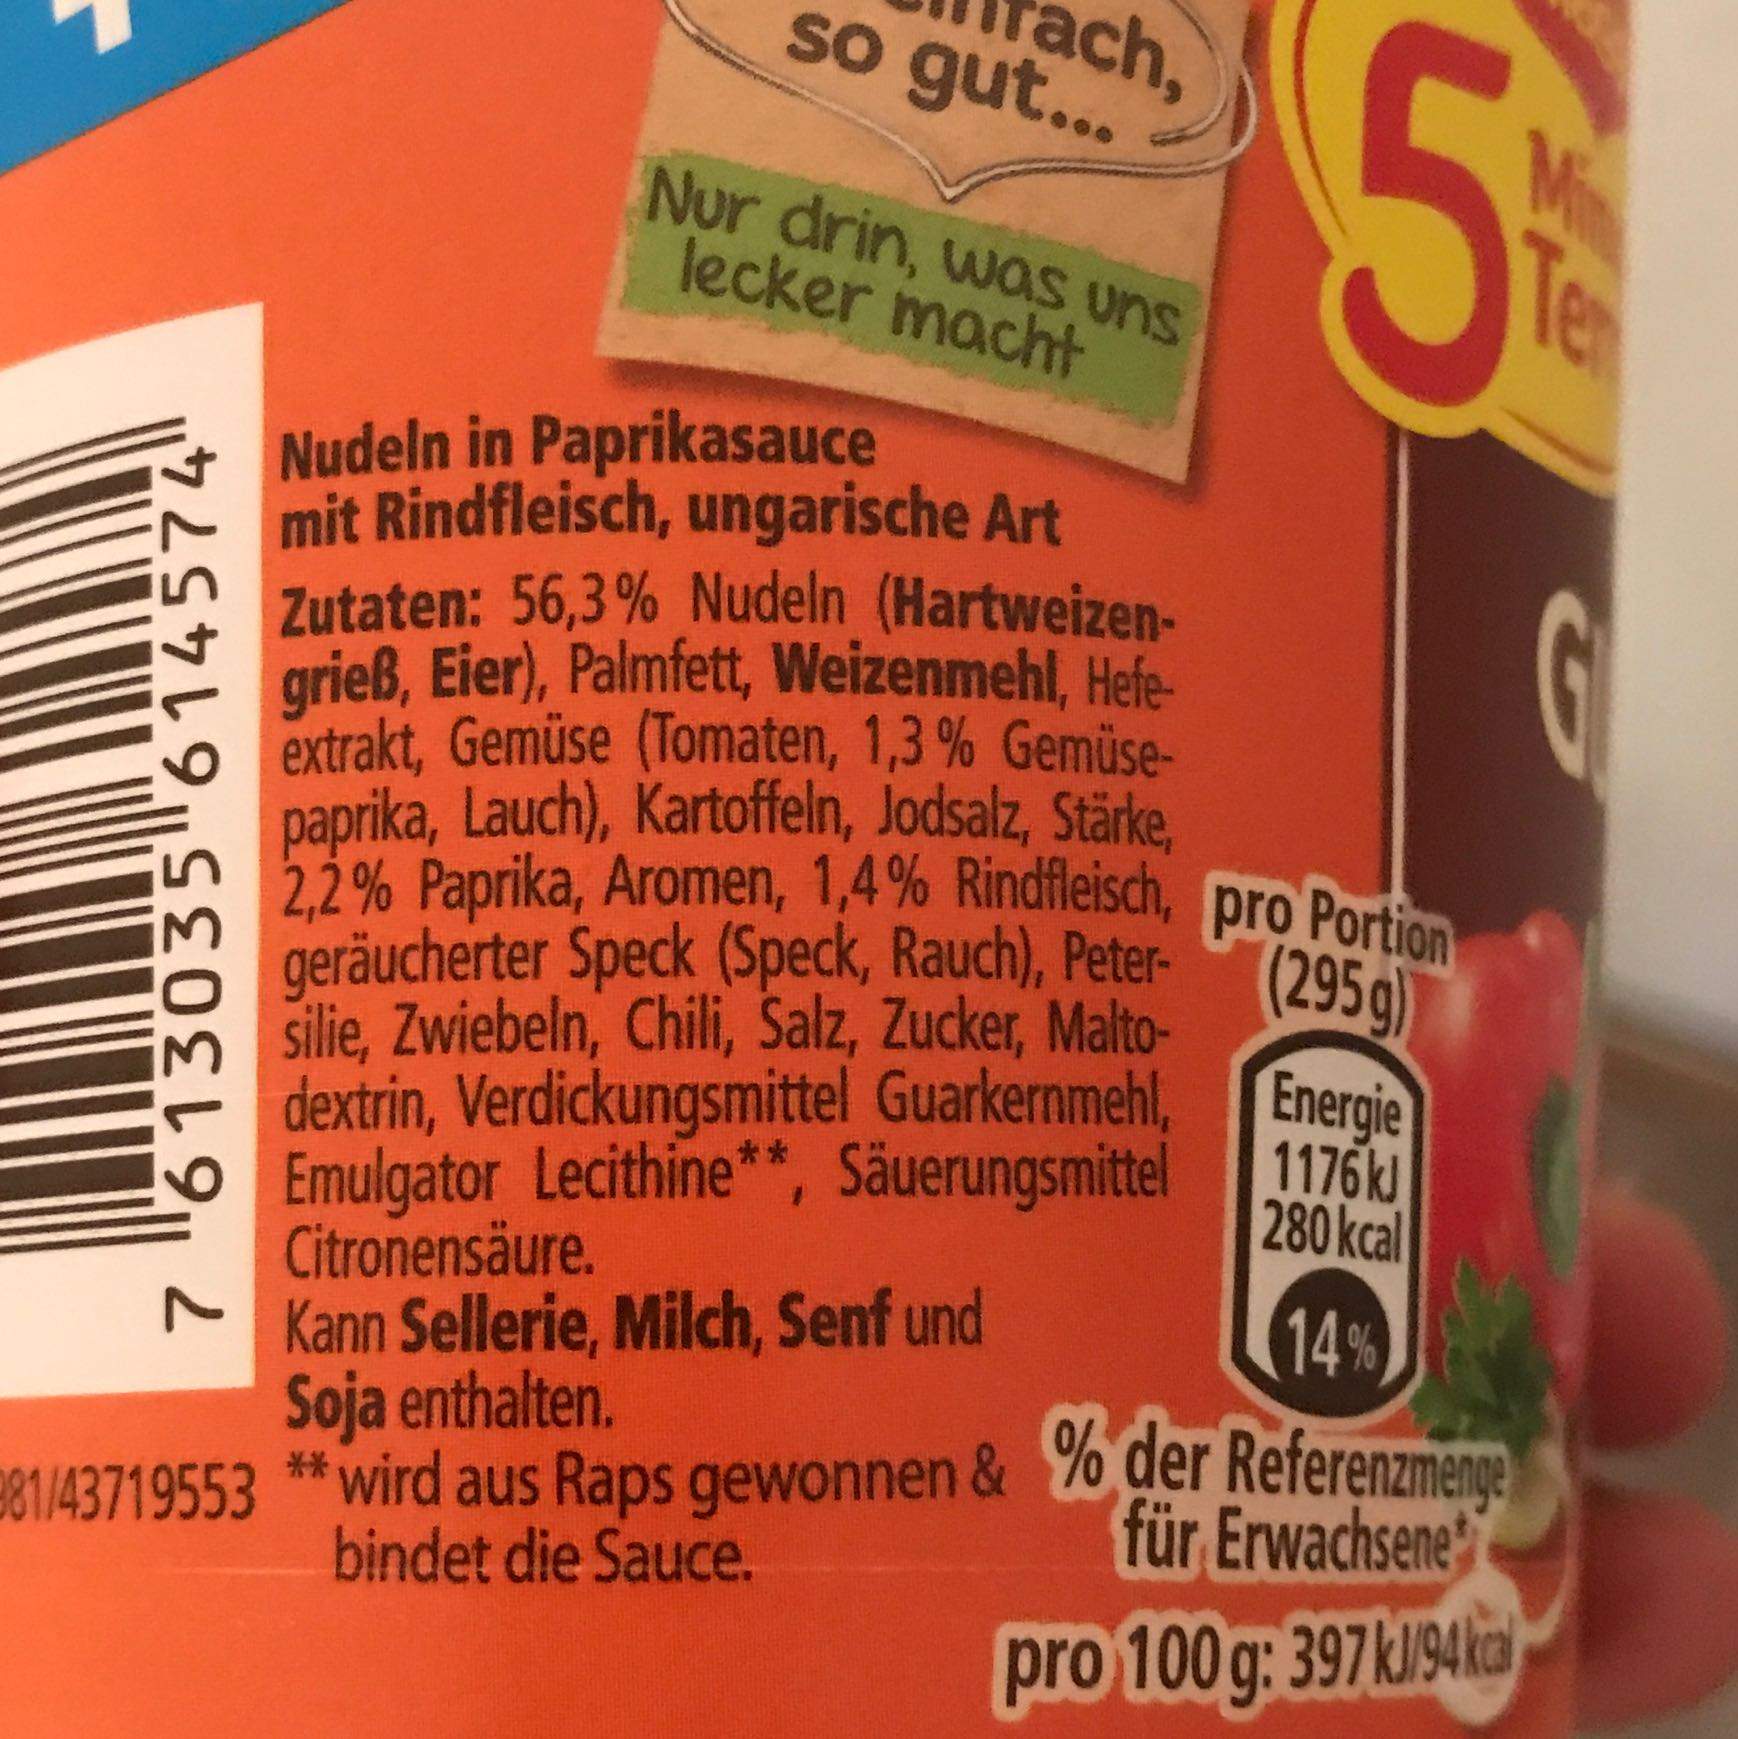 so gut...
Nur drin, was uns
lecker macht
5
Nudeln in Paprikasauce
mit Rindfleisch, ungarische Art
Zutaten: 56,3% Nudeln (Hartweizen-
grieß, Eier), Palmfett, Weizenmehl, Hefe-
extrakt, Gemüse (Tomaten, 1,3% Gemüse-
paprika, Lauch), Kartoffeln, Jodsalz, Stärke,
2,2% Paprika, Aromen, 1,4% Rindfleisch,
geräucherter Speck (Speck, Rauch), Peter-
silie, Zwiebeln, Chili, Salz, Zucker, Malto-
dextrin, Verdickungsmittel Guarkernmehl,
Emulgator Lecithine**, Säuerungsmittel
Citronensäure.
Kann Sellerie, Milch, Senf und
Soja enthalten.
** wird aus Raps gewonnen &
bindet die Sauce.
7 613035 614574
981/43719553
pro Portion
(295g)
Energie
1176 kJ
280 kcal
14%
% der Referenzmenge
für Erwachsene*
pro 100 g: 397 kJ/94 kcal